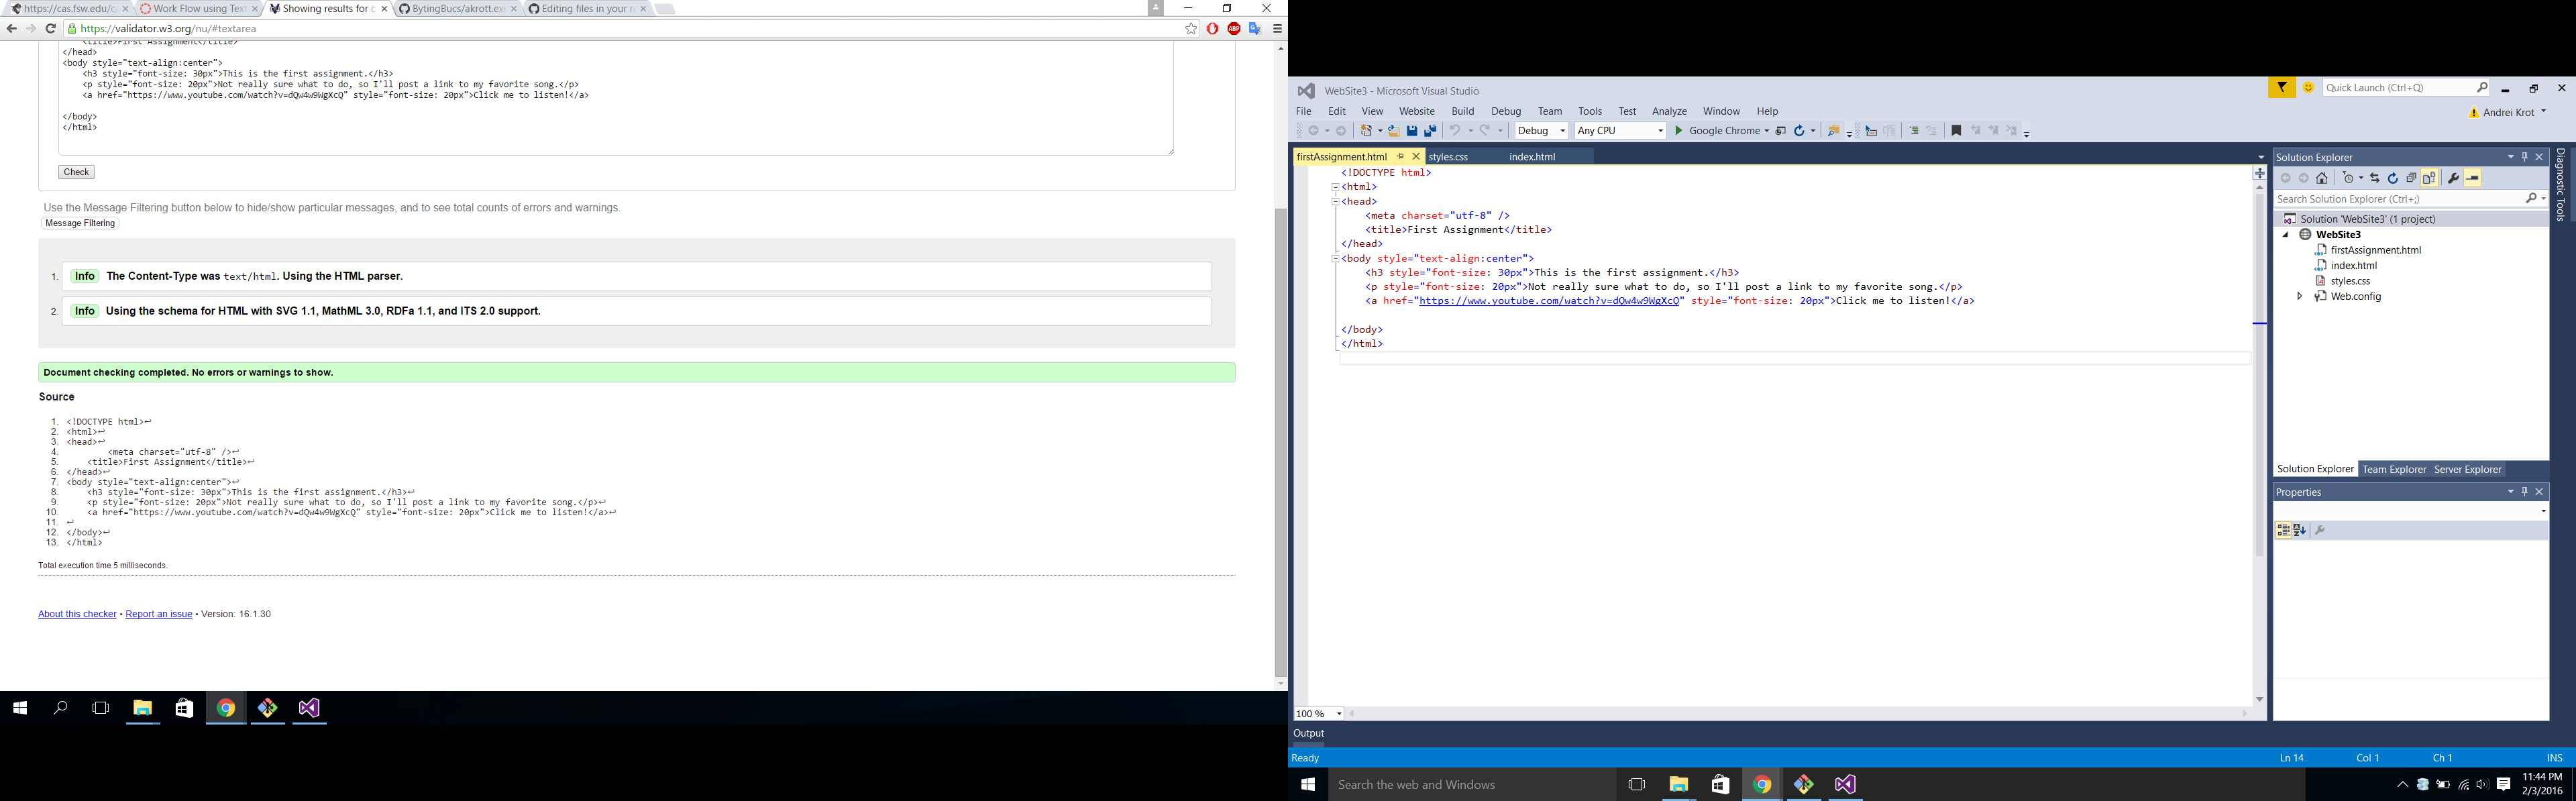 https://cas.fsw.edu/c
Work Flow using Tex
Showing results for c
BytingBucs/akrott.ex
Editing files in your r
https://validator.w3.org/nu/#textarea
<title>First Assignment</title>
</head>
<body style="text-align:center">
<h3 style="font-size: 30px">This is the first assignment.</h3>
<p style="font-size: 20px">Not really sure what to do, so I'll post a link to my favorite song.</p>
<a href="https://www.youtube.com/watch?v=dQw4w9WgXcQ" style="font-size: 20px">Click me to listen!</a>
</body>
</html>
Check
Use the Message Filtering button below to hide/show particular messages, and to see total counts of errors and warnings.
Message Filtering
1. Info The Content-Type was text/html. Using the HTML parser.
2. Info Using the schema for HTML with SVG 1.1, MathML 3.0, RDFa 1.1, and ITS 2.0 support.
Document checking completed. No errors or warnings to show.
Source
1. <!DOCTYPE html>↩
2. <html>↩
3. <head>↩
4. <meta charset="utf-8" />↩
5. <title>First Assignment</title>↩
6. </head>↩
7. <body style="text-align:center">↩
8. <h3 style="font-size: 30px">This is the first assignment.</h3>↩
9. <p style="font-size: 20px">Not really sure what to do, so I'll post a link to my favorite song.</p>↩
10. <a href="https://www.youtube.com/watch?v=dQw4w9WgXcQ" style="font-size: 20px">Click me to listen!</a>↩
11. ↩
12. </body>↩
13. </html>
Total execution time 5 milliseconds.
About this checker • Report an issue • Version: 16.1.30
WebSite3 - Microsoft Visual Studio
Quick Launch (Ctrl+Q)
File Edit View Website Build Debug Team Tools Test Analyze Window Help
Andrei Krot
Debug Any CPU Google Chrome
firstAssignment.html styles.css index.html
<!DOCTYPE html>
<html>
<head>
<meta charset="utf-8" />
<title>First Assignment</title>
</head>
<body style="text-align:center">
<h3 style="font-size: 30px">This is the first assignment.</h3>
<p style="font-size: 20px">Not really sure what to do, so I'll post a link to my favorite song.</p>
<a href="https://www.youtube.com/watch?v=dQw4w9WgXcQ" style="font-size: 20px">Click me to listen!</a>
</body>
</html>
100 %
Output
Ready
Ln 14 Col 1 Ch 1 INS
Solution Explorer
Search Solution Explorer (Ctrl+;)
Solution 'WebSite3' (1 project)
WebSite3
firstAssignment.html
index.html
styles.css
Web.config
Solution Explorer Team Explorer Server Explorer
Properties
Diagnostic Tools
Search the web and Windows
11:44 PM
2/3/2016